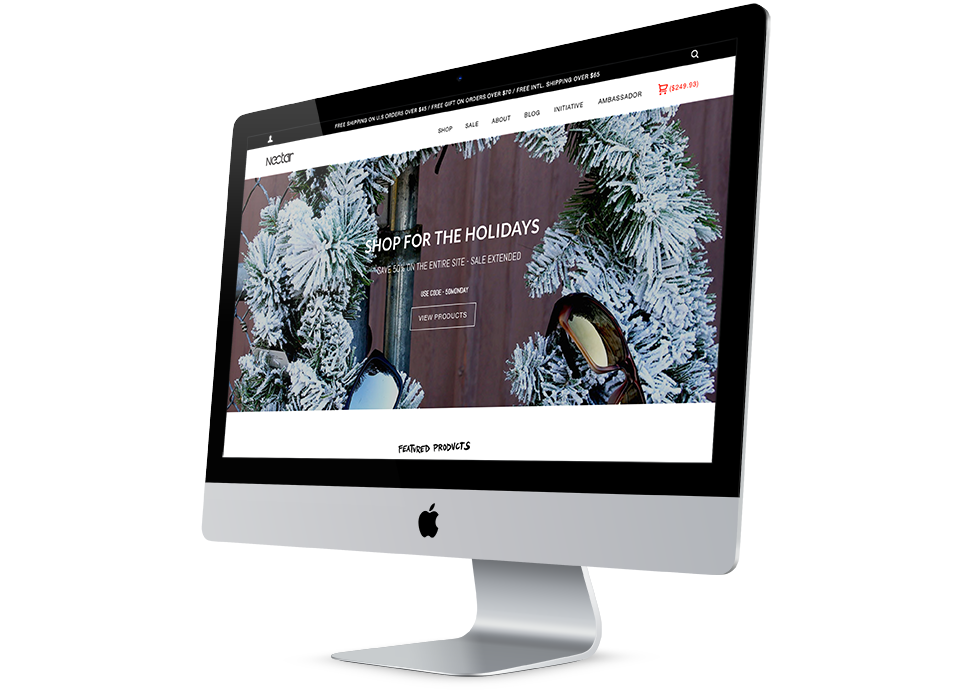 FREE SHIPPING ON U.S ORDERS OVER $45 / FREE GIFT ON ORDERS OVER $70 / FREE INTL. SHIPPING OVER $65
Nectar SHOP SALE ABOUT BLOG INITIATIVE AMBASSADOR ($249.93)
SHOP FOR THE HOLIDAYS
SAVE 50% ON THE ENTIRE SITE - SALE EXTENDED
USE CODE - 50MONDAY
VIEW PRODUCTS
FEATURED PRODUCTS